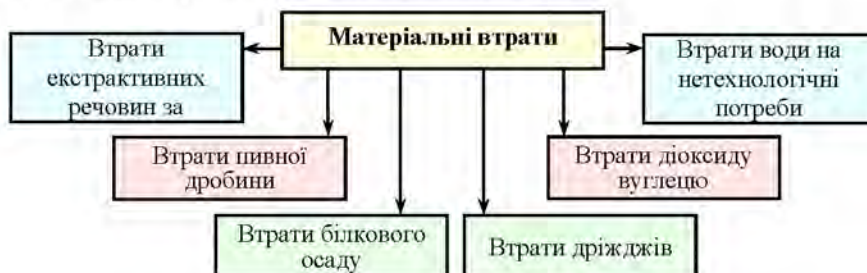 Матеріальні втрати
Втрати
екстрактивних
речовин за
Втрати води на
нетехнологічні
потреби
Втрати пивної
дробини
Втрати діоксиду
вуглецю
Втрати білкового
осаду
Втрати дріжджів